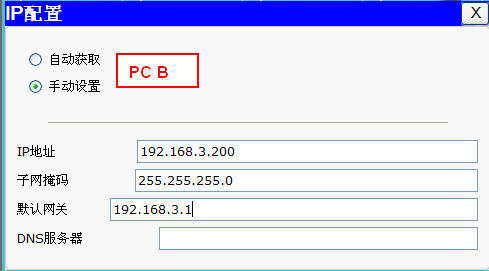 IP配置
X
自动获取
手动设置
PC B
IP地址 192.168.3.200
子网掩码 255.255.255.0
默认网关 192.168.3.1
DNS服务器